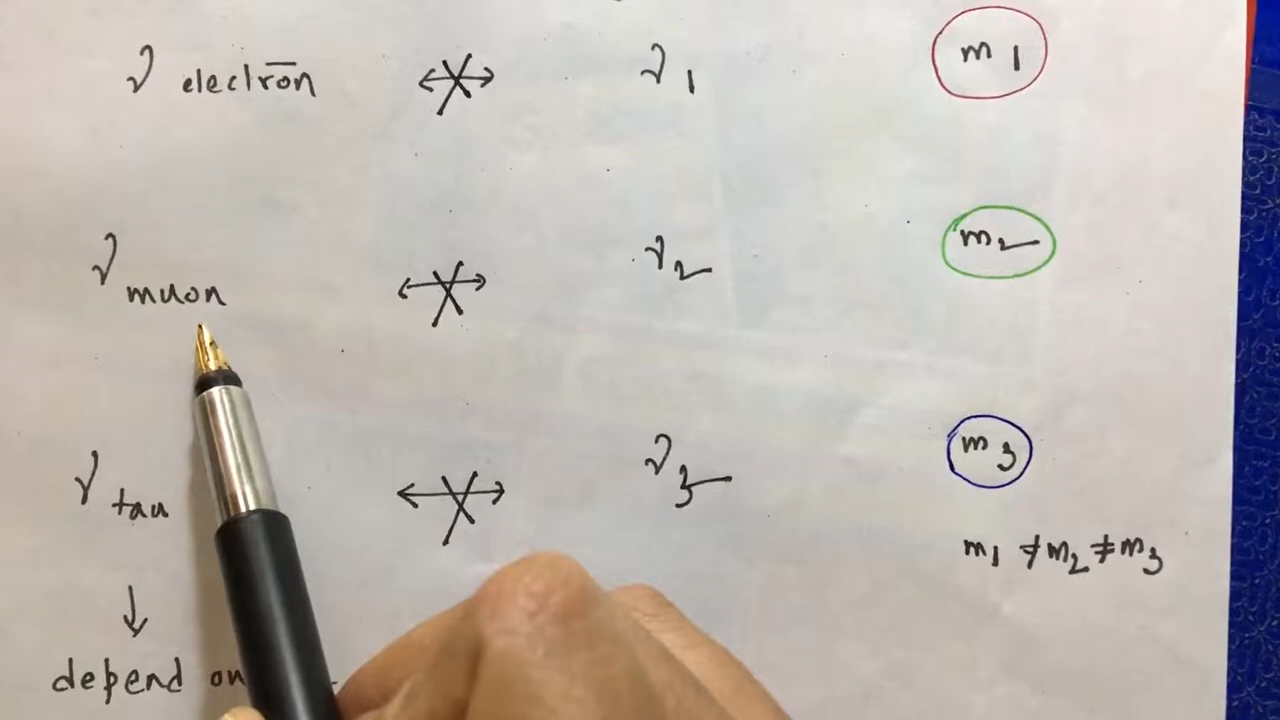 ν electron ν 1 m 1
ν muon ν 2 m 2
ν tau ν 3 m 3
m1 ≠ m2 ≠ m3
↓
depend on